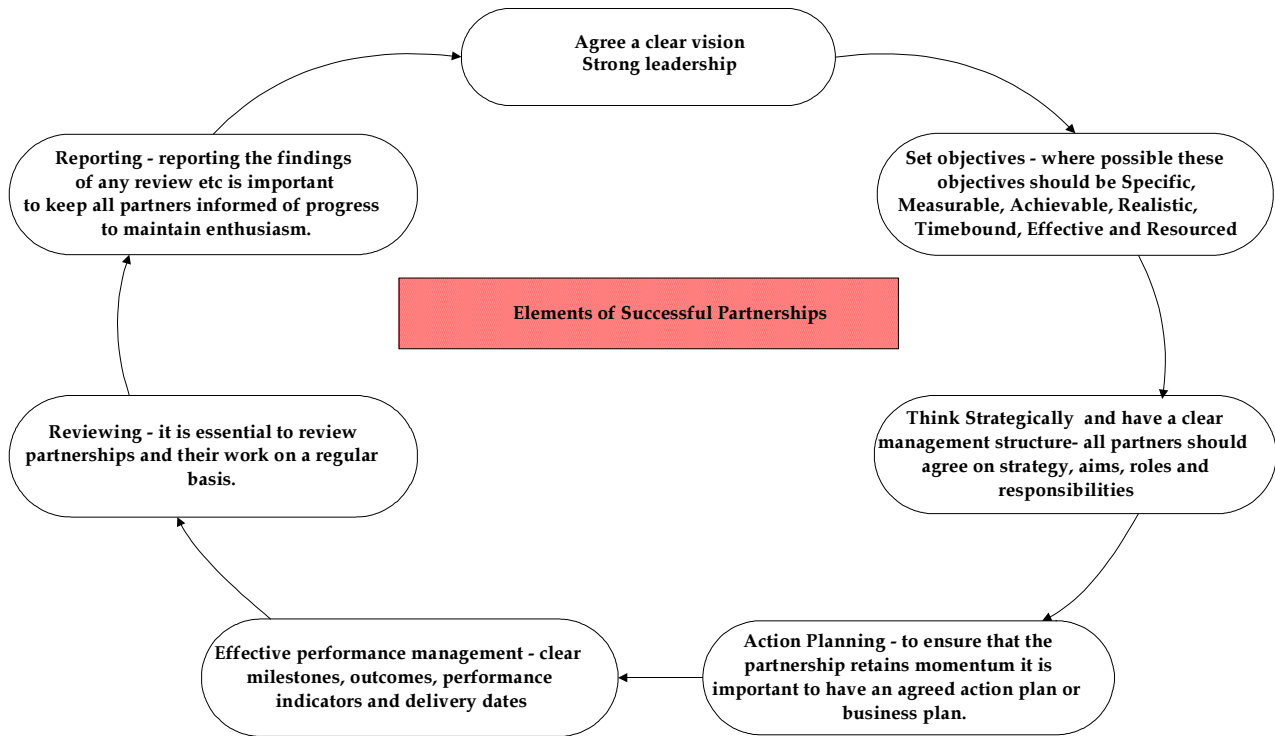 Agree a clear vision
Strong leadership
Set objectives - where possible these
objectives should be Specific,
Measurable, Achievable, Realistic,
Timebound, Effective and Resourced
Think Strategically and have a clear
management structure- all partners should
agree on strategy, aims, roles and
responsibilities
Action Planning - to ensure that the
partnership retains momentum it is
important to have an agreed action plan or
business plan.
Effective performance management - clear
milestones, outcomes, performance
indicators and delivery dates
Reviewing - it is essential to review
partnerships and their work on a regular
basis.
Reporting - reporting the findings
of any review etc is important
to keep all partners informed of progress
to maintain enthusiasm.
Elements of Successful Partnerships